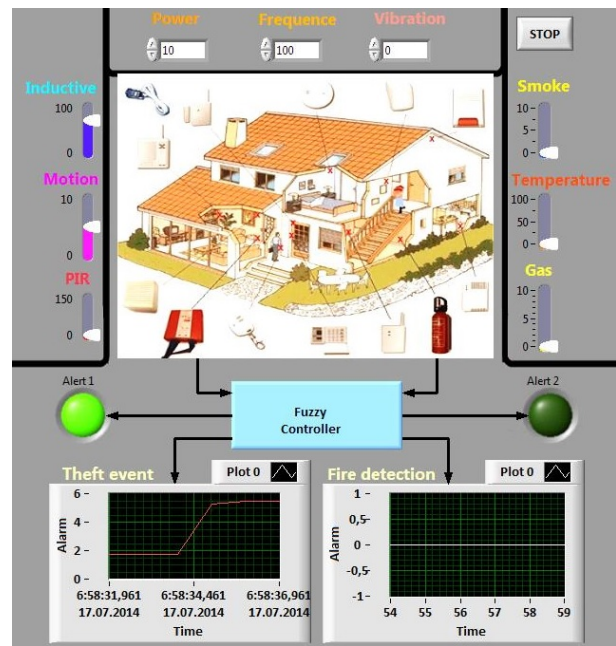 Power Frequence Vibration
10 100 0
STOP
Inductive
100
0
Motion
10
0
PIR
150
0
Smoke
10-
5-
0-
Temperature
100-
50-
0-
Gas
10-
5-
0-
Alert 1
Alert 2
Fuzzy
Controller
Theft event
Plot 0
Alarm
6
4
2
0
6:58:31,961 6:58:34,461 6:58:36,961
17.07.2014 17.07.2014 17.07.2014
Time
Fire detection
Plot 0
Alarm
1
0,5
0
-0,5
-1
54 55 56 57 58 59
Time